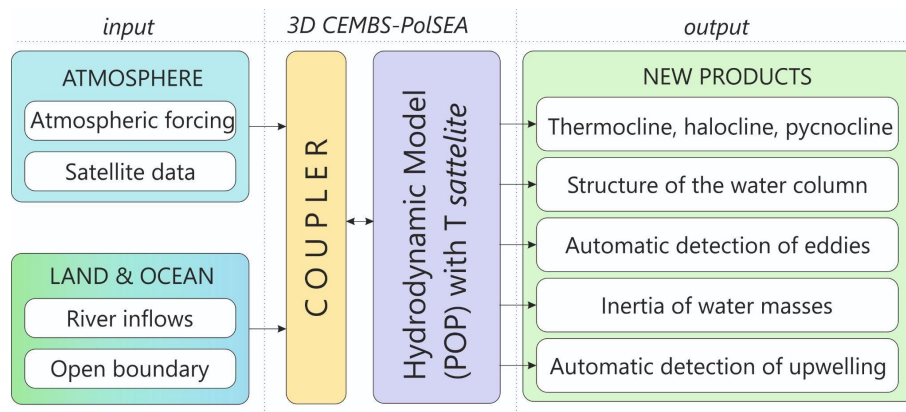 input
3D CEMBS-PolSEA
output
ATMOSPHERE
Atmospheric forcing
Satellite data
LAND & OCEAN
River inflows
Open boundary
COUPLER
Hydrodynamic Model
(POP) with T sattelite
NEW PRODUCTS
Thermocline, halocline, pycnocline
Structure of the water column
Automatic detection of eddies
Inertia of water masses
Automatic detection of upwelling